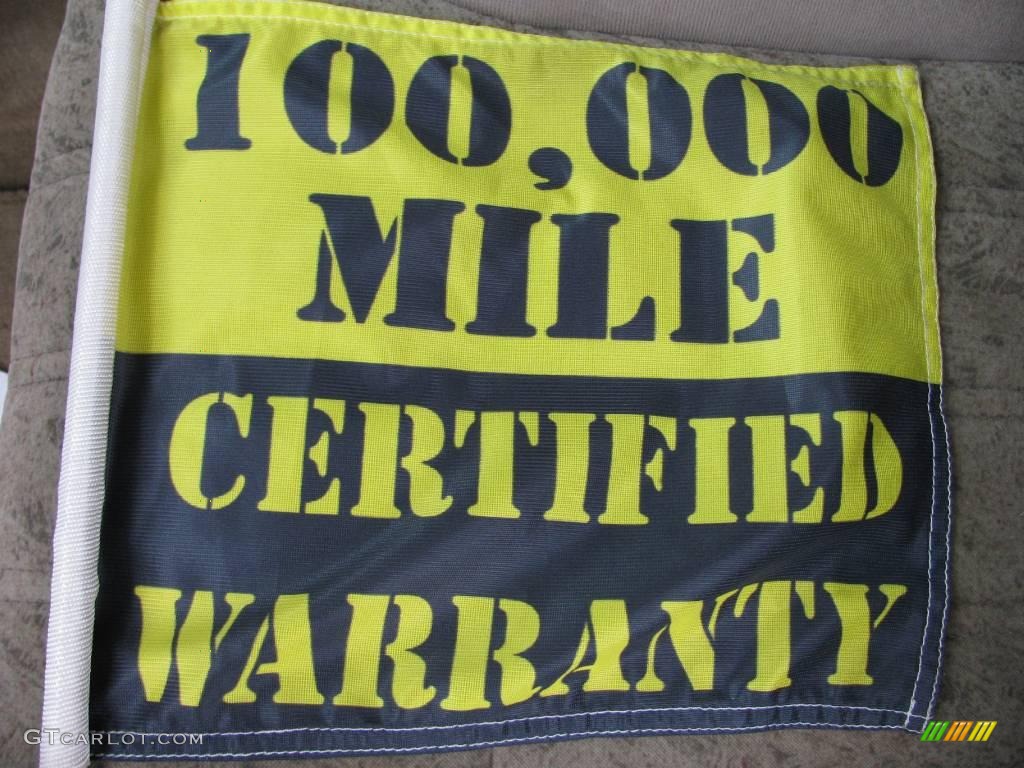 100,000
MILE
CERTIFIED
WARRANTY
GTCARLOT.COM